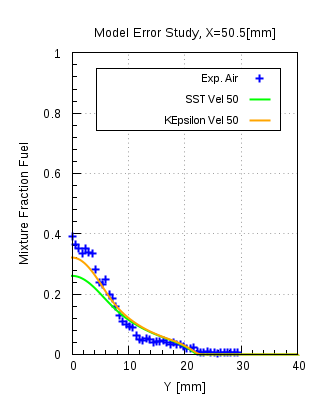 Model Error Study, X=50.5[mm]
1
Exp. Air
SST Vel 50
KEpsilon Vel 50
0.8
0.6
0.4
0.2
0
Mixture Fraction Fuel
0 10 20 30 40
Y [mm]